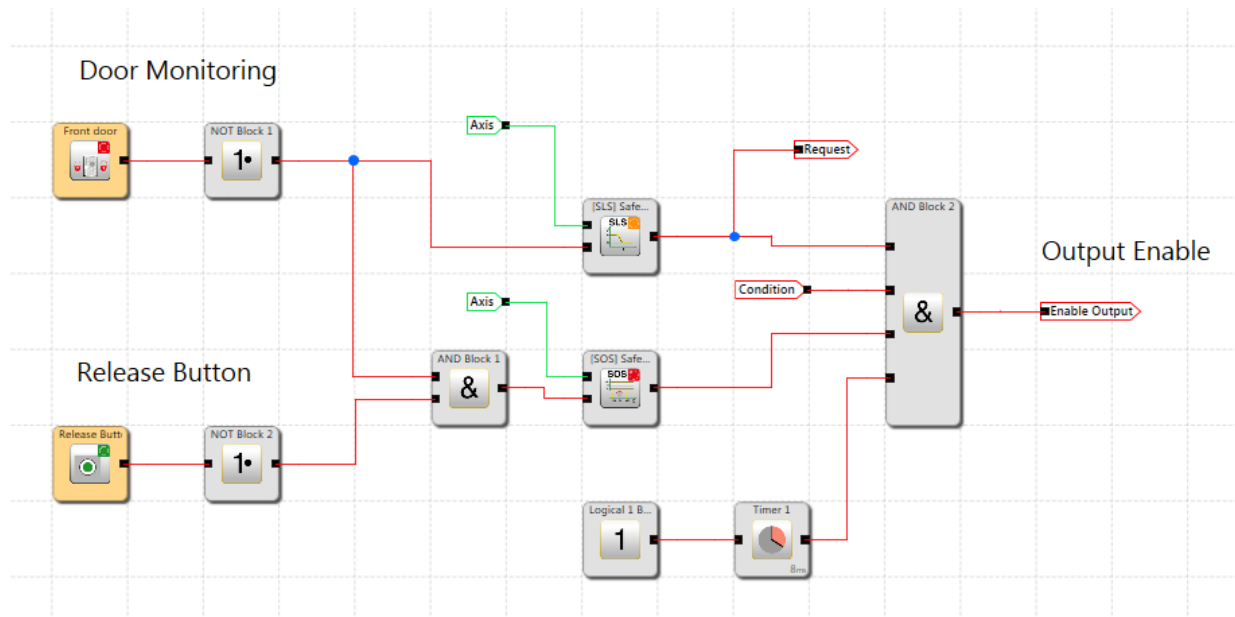 Door Monitoring
Front door
NOT Block 1
1
Axis
Request
[SLS] Safe...
SLS
AND Block 2
Output Enable
Condition
&
Enable Output
Axis
Release Button
AND Block 1
&
[SOS] Safe...
SOS
Release Butt
NOT Block 2
1
Logical 1 B...
1
Timer 1
8ms